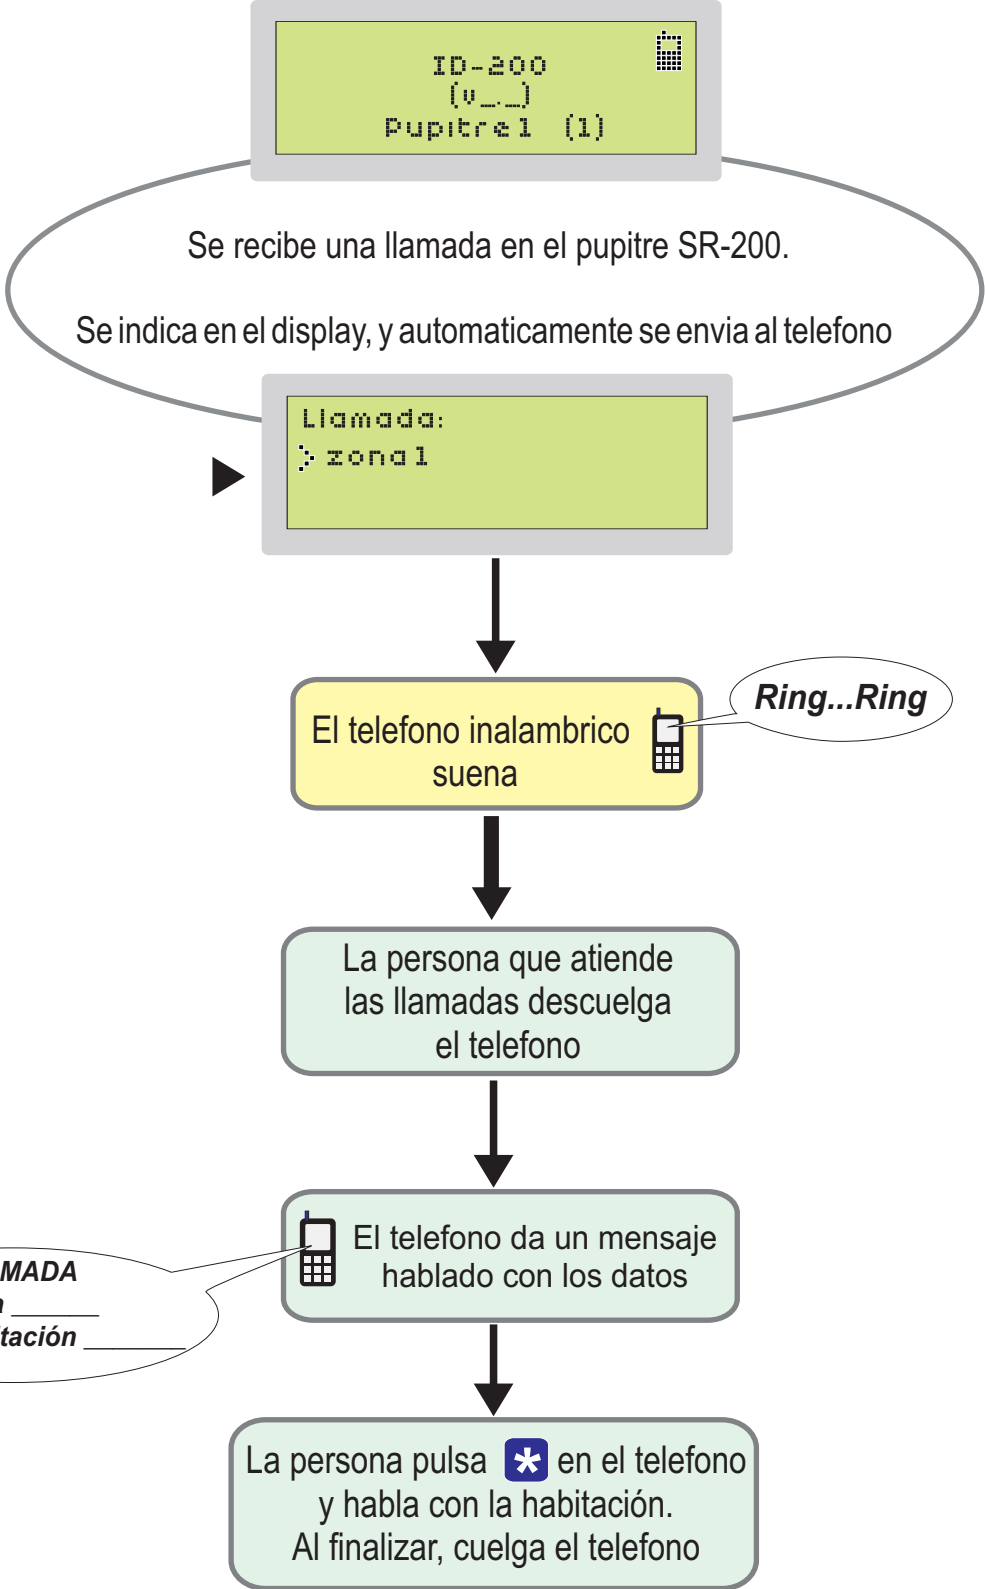 ID-200
(v_._)
Pupitre1 (1)
Se recibe una llamada en el pupitre SR-200.
Se indica en el display, y automaticamente se envia al telefono
Llamada:
> zona1
Ring...Ring
El telefono inalambrico
suena
La persona que atiende
las llamadas descuelga
el telefono
El telefono da un mensaje
hablado con los datos
MADA
______
tación _______
La persona pulsa * en el telefono
y habla con la habitación.
Al finalizar, cuelga el telefono